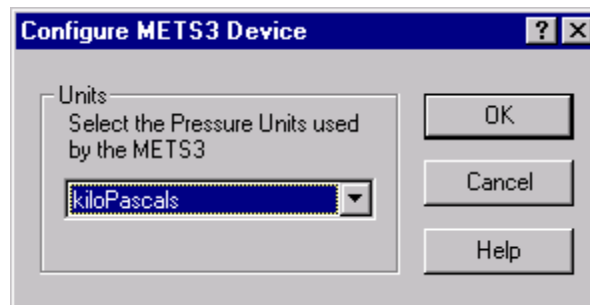 Configure METS3 Device
Units
Select the Pressure Units used
by the METS3
kiloPascals
OK
Cancel
Help